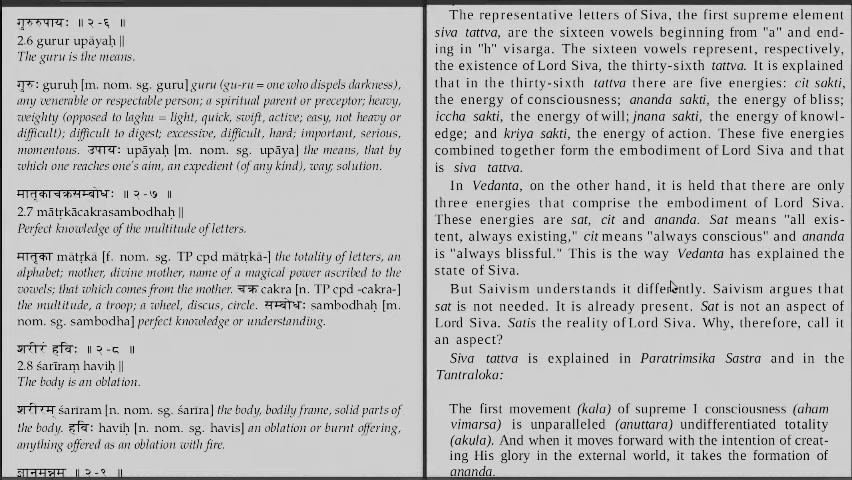 गुरुरुपायः ॥ २ -६ ॥
2.6 gurur upāyaḥ ||
The guru is the means.
गुरुः guruḥ [m. nom. sg. guru] guru (gu-ru = one who dispels darkness),
any venerable or respectable person; a spiritual parent or preceptor; heavy,
weighty (opposed to laghu = light, quick, swift, active; easy, not heavy or
difficult); difficult to digest; excessive, difficult, hard; important, serious,
momentous. उपायः upāyaḥ [m. nom. sg. upāya] the means, that by
which one reaches one's aim, an expedient (of any kind), way; solution.
मातृकाचक्रसम्बोधः ॥ २ -७ ॥
2.7 mātṛkācakrasambodhaḥ ||
Perfect knowledge of the multitude of letters.
मातृका mātṛkā [f. nom. sg. TP cpd mātṛkā-] the totality of letters, an
alphabet; mother, divine mother, name of a magical power ascribed to the
vowels; that which comes from the mother. चक्र cakra [n. TP cpd -cakra-]
the multitude, a troop; a wheel, discus, circle. सम्बोधः sambodhaḥ [m.
nom. sg. sambodha] perfect knowledge or understanding.
शरीरं हविः ॥ २ -८ ॥
2.8 śarīram haviḥ ||
The body is an oblation.
शरीरम् śarīram [n. nom. sg. śarīra] the body, bodily frame, solid parts of
the body. हविः haviḥ [n. nom. sg. havis] an oblation or burnt offering,
anything offered as an oblation with fire.
ज्ञानमन्नम् ॥ २ -९ ॥
The representative letters of Siva, the first supreme element
siva tattva, are the sixteen vowels beginning from "a" and end-
ing in "h" visarga. The sixteen vowels represent, respectively,
the existence of Lord Siva, the thirty-sixth tattva. It is explained
that in the thirty-sixth tattva there are five energies: cit sakti,
the energy of consciousness; ananda sakti, the energy of bliss;
iccha sakti, the energy of will; jnana sakti, the energy of knowl-
edge; and kriya sakti, the energy of action. These five energies
combined together form the embodiment of Lord Siva and that
is siva tattva.
In Vedanta, on the other hand, it is held that there are only
three energies that comprise the embodiment of Lord Siva.
These energies are sat, cit and ananda. Sat means "all exis-
tent, always existing," cit means "always conscious" and ananda
is "always blissful." This is the way Vedanta has explained the
state of Siva.
But Saivism understands it differently. Saivism argues that
sat is not needed. It is already present. Sat is not an aspect of
Lord Siva. Satis the reality of Lord Siva. Why, therefore, call it
an aspect?
Siva tattva is explained in Paratrimsika Sastra and in the
Tantraloka:
The first movement (kala) of supreme I consciousness (aham
vimarsa) is unparalleled (anuttara) undifferentiated totality
(akula). And when it moves forward with the intention of creat-
ing His glory in the external world, it takes the formation of
ananda.